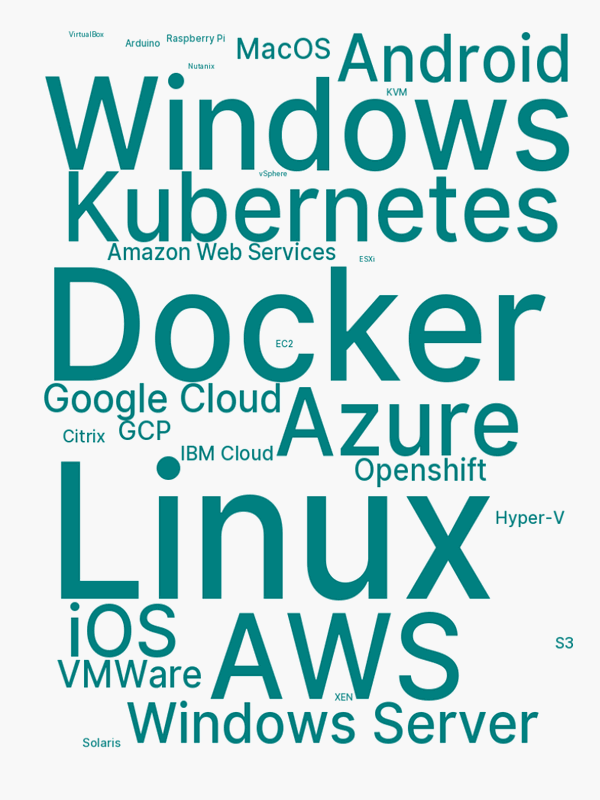 VirtualBox
Arduino
Raspberry Pi
MacOS
Android
Nutanix
KVM
Windows
vSphere
Kubernetes
Amazon Web Services
ESXi
Docker
EC2
Google Cloud
Azure
Citrix
GCP
IBM Cloud
Openshift
Linux
Hyper-V
iOS
AWS
S3
VMWare
XEN
Windows Server
Solaris